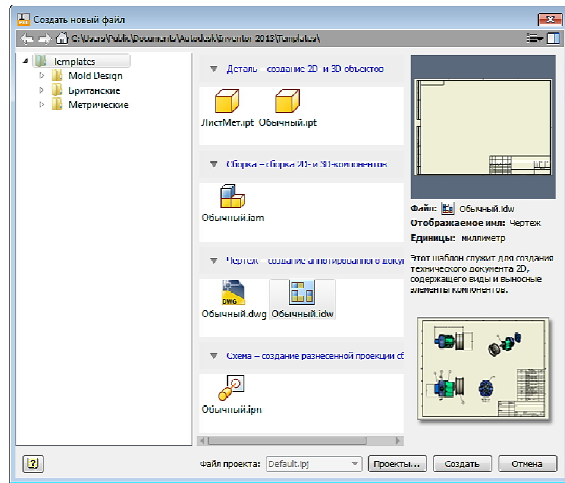 Создать новый файл
C:\Users\Public\Documents\Autodesk\Inventor 2013\Templates\
Templates
Mold Design
Британские
Метрические
Деталь – создание 2D- и 3D-объектов
ЛистМет.ipt Обычный.ipt
Сборка – сборка 2D- и 3D-компонентов
Обычный.iam
Чертеж – создание аннотированного докум
DWG
Обычный.dwg Обычный.idw
Схема – создание разнесенной проекции сб
Обычный.ipn
Файл: Обычный.idw
Отображаемое имя: Чертеж
Единицы: миллиметр
Этот шаблон служит для создания
технического документа 2D,
содержащего виды и выносные
элементы компонентов.
Файл проекта: Default.ipj Проекты... Создать Отмена